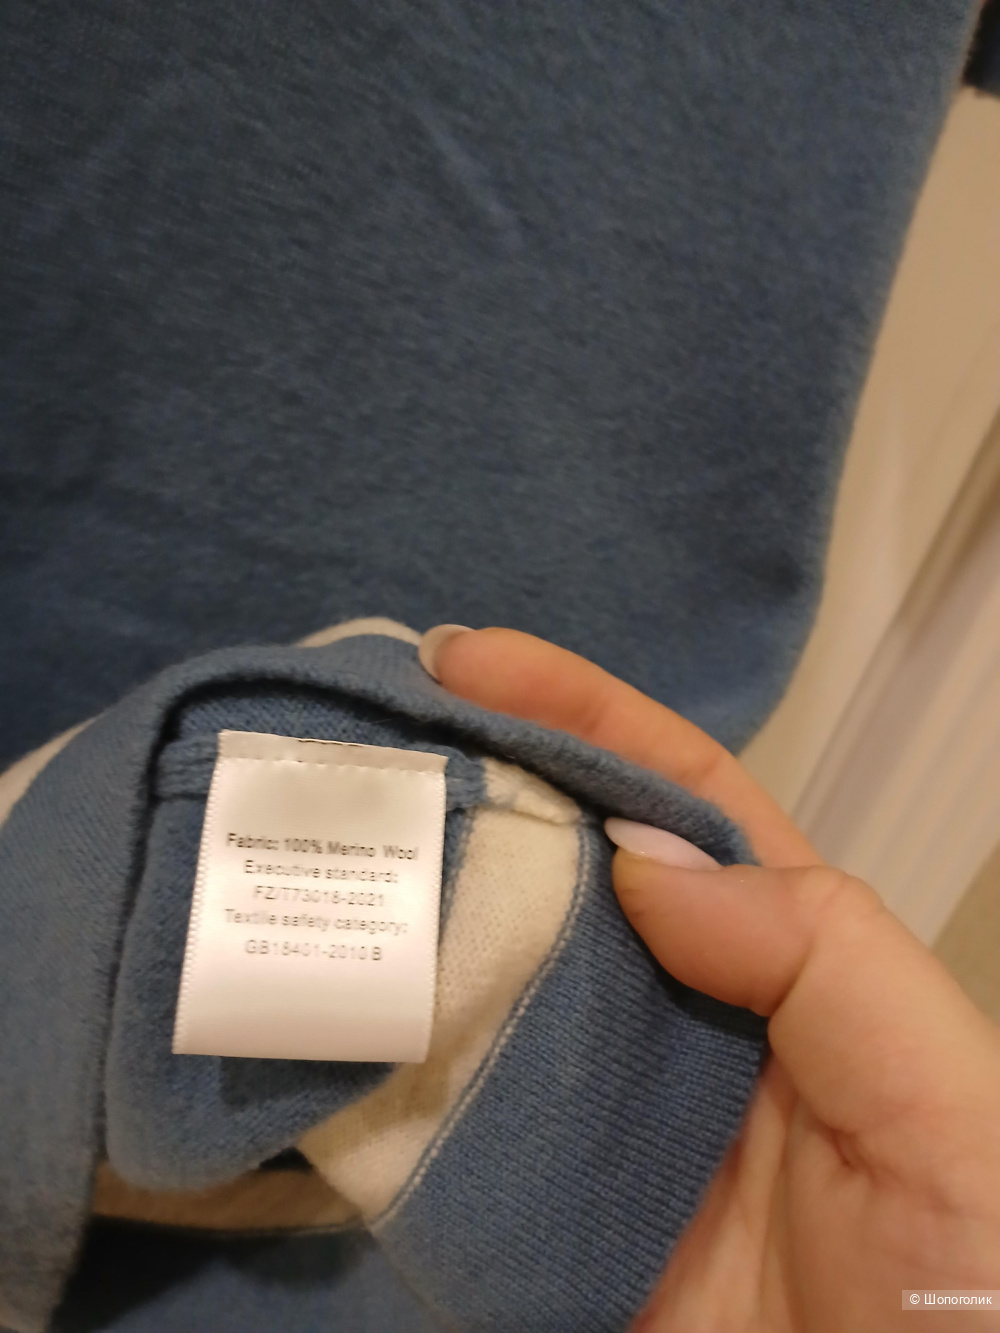 Fabric: 100% Merino Wool
Executive standard:
FZ/T73018-2021
Textile safety category:
GB18401-2010 B
© Шопоголик